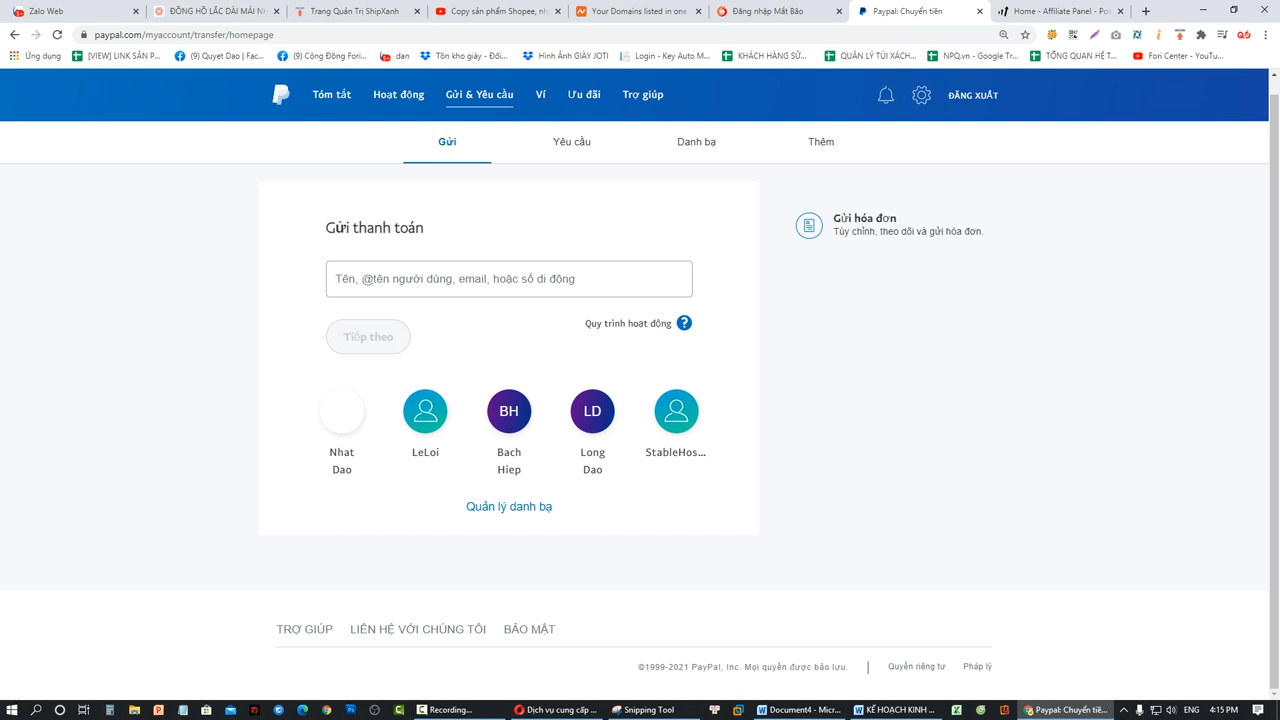 Zalo Web
ĐỒNG HỒ LẮC DÀI MÁI NH
Trang Quản Trị ShipXanh
Copy sản phẩm Shopee, nh
Your Domains listed in one
Đăng nhập Mắt Bão
Paypal: Chuyển tiền
Home - Affiliate Panel - Pos
paypal.com/myaccount/transfer/homepage
Ứng dụng
[VIEW] LINK SẢN P...
(9) Quyet Dao | Fac...
(9) Cộng Đồng Fori...
dan
Tồn kho giày - Đối...
Hình Ảnh GIÀY JOTI
Login - Key Auto M...
KHÁCH HÀNG SỬ...
QUẢN LÝ TÚI XÁCH...
NPQ.vn - Google Tr...
TỔNG QUAN HỆ T...
Fori Center - YouTu...
Tóm tắt
Hoạt động
Gửi & Yêu cầu
Ví
Ưu đãi
Trợ giúp
ĐĂNG XUẤT
Gửi
Yêu cầu
Danh bạ
Thêm
Gửi thanh toán
Gửi hóa đơn
Tùy chỉnh, theo dõi và gửi hóa đơn.
Tên, @tên người dùng, email, hoặc số di động
Quy trình hoạt động ?
Tiếp theo
BH
LD
Nhat
Dao
LeLoi
Bach
Hiep
Long
Dao
StableHos...
Quản lý danh bạ
TRỢ GIÚP
LIÊN HỆ VỚI CHÚNG TÔI
BẢO MẬT
©1999-2021 PayPal, Inc. Mọi quyền được bảo lưu.
Quyền riêng tư
Pháp lý
Recording...
Dịch vụ cung cấp ...
Snipping Tool
Document4 - Micro...
KẾ HOẠCH KINH ...
Paypal: Chuyển tiề...
4:15 PM